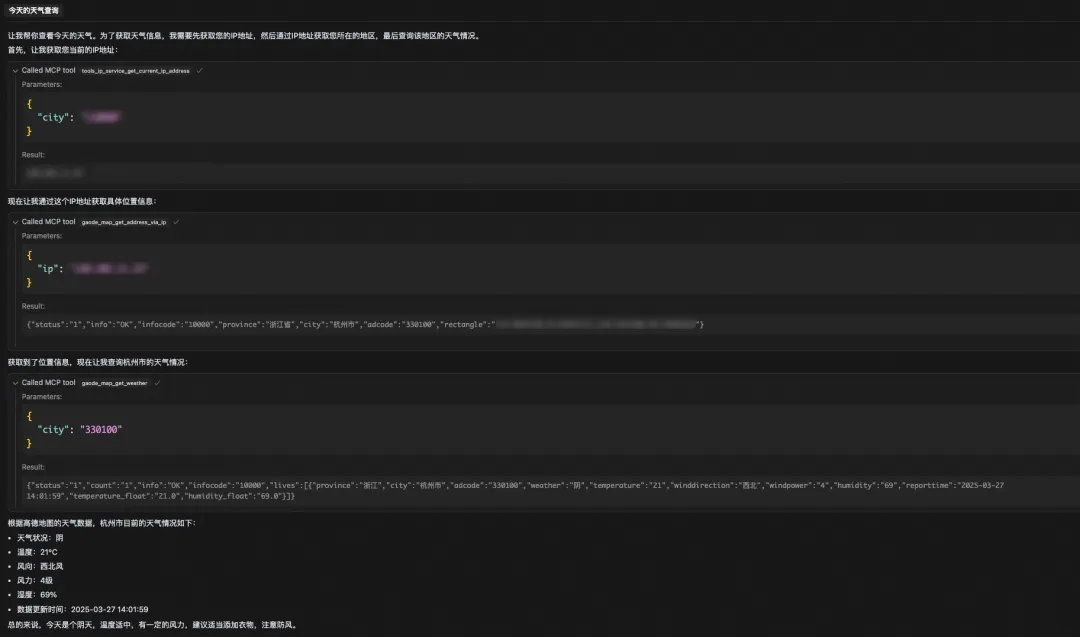 今天的天气查询
让我帮你查看今天的天气。为了获取天气信息，我需要先获取您的IP地址，然后通过IP地址获取您所在的地区，最后查询该地区的天气情况。
首先，让我获取您当前的IP地址：
Called MCP tool tools_ip_service_get_current_ip_address
Parameters:
{
"city":
}
Result:
现在让我通过这个IP地址获取具体位置信息：
Called MCP tool gaode_map_get_address_via_ip
Parameters:
{
"ip":
}
Result:
{"status":"1","info":"OK","infocode":"10000","province":"浙江省","city":"杭州市","adcode":"330100","rectangle":" "}
获取到了位置信息，现在让我查询杭州市的天气情况：
Called MCP tool gaode_map_get_weather
Parameters:
{
"city": "330100"
}
Result:
{"status":"1","count":"1","info":"OK","infocode":"10000","lives":[{"province":"浙江","city":"杭州市","adcode":"330100","weather":"阴","temperature":"21","winddirection":"西北","windpower":"4","humidity":"69","reporttime":"2025-03-27
14:01:59","temperature_float":"21.0","humidity_float":"69.0"}]}
根据高德地图的天气数据，杭州市目前的天气情况如下：
• 天气状况：阴
• 温度：21°C
• 风向：西北风
• 风力：4级
• 湿度：69%
• 数据更新时间：2025-03-27 14:01:59
总的来说，今天是个阴天，温度适中，有一定的风力，建议适当添加衣物，注意防风。